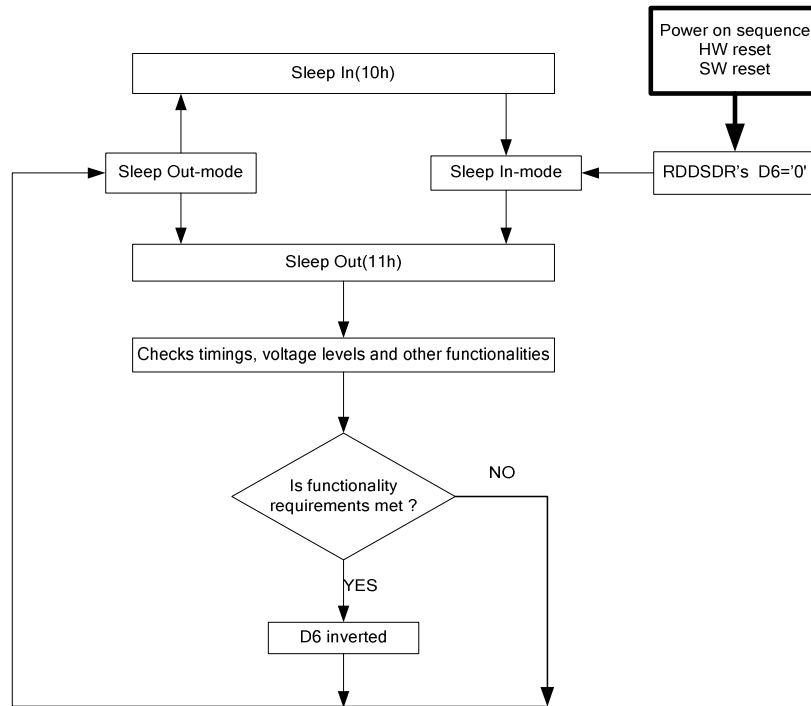 Power on sequence
HW reset
SW reset
Sleep In(10h)
Sleep Out-mode
Sleep In-mode
RDDSDR's D6='0'
Sleep Out(11h)
Checks timings, voltage levels and other functionalities
Is functionality
requirements met ?
NO
YES
D6 inverted